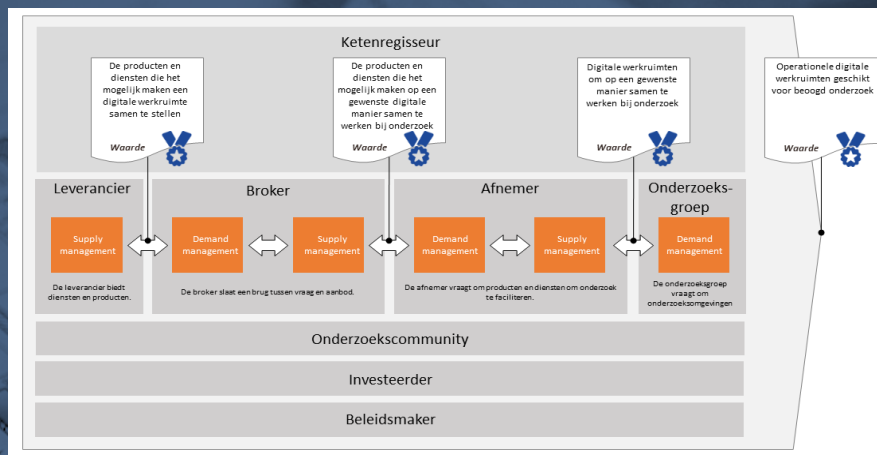 Ketenregisseur
De producten en
diensten die het
mogelijk maken een
digitale werkruimte
samen te stellen
Waarde
De producten en
diensten die het
mogelijk maken op een
gewenste digitale
manier samen te
werken bij onderzoek
Waarde
Digitale werkruimten
om op een gewenste
manier samen te
werken bij onderzoek
Waarde
Operationele digitale
werkruimten geschikt
voor beoogd onderzoek
Waarde
Leverancier
Supply
management
De leverancier biedt
diensten en producten.
Broker
Demand
management
Supply
management
De broker slaat een brug tussen vraag en aanbod.
Afnemer
Demand
management
Supply
management
De afnemer vraagt om producten en diensten om onderzoek
te faciliteren.
Onderzoeks-
groep
Demand
management
De onderzoeksgroep
vraagt om
onderzoeksomgevingen
Onderzoekscommunity
Investeerder
Beleidsmaker